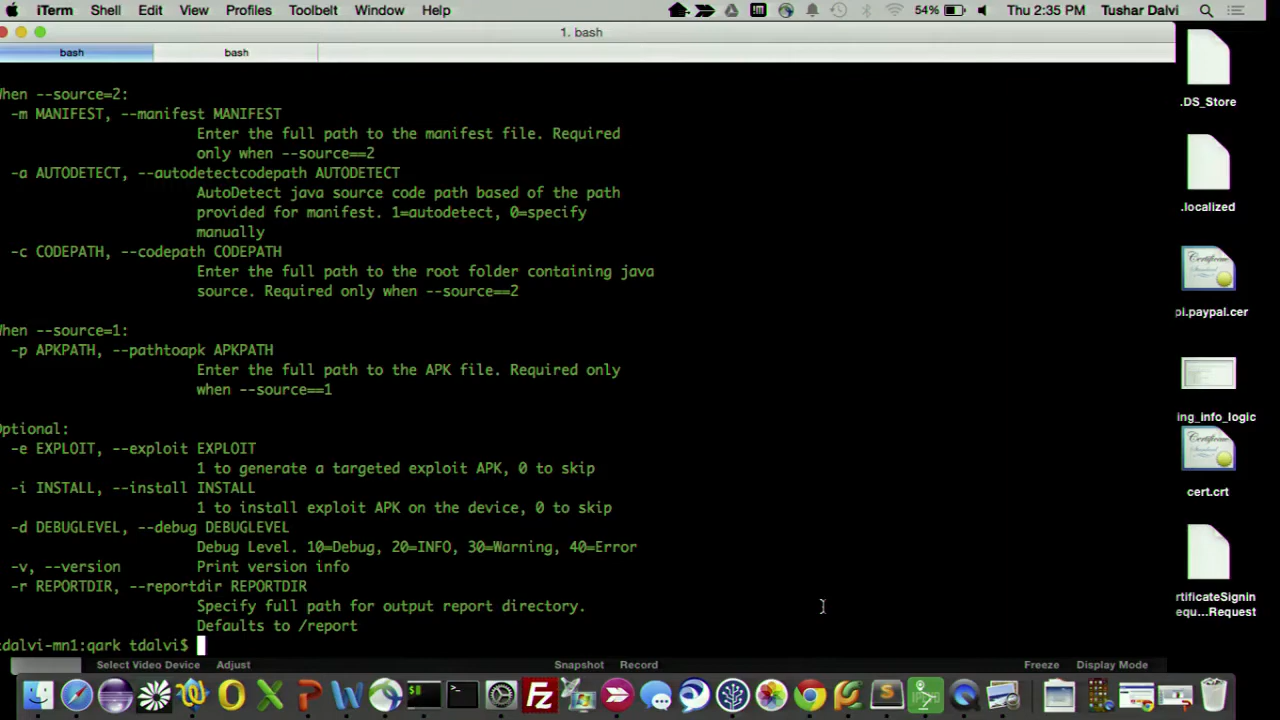 iTerm Shell Edit View Profiles Toolbelt Window Help 54% Thu 2:35 PM Tushar Dalvi
1. bash
bash bash
When --source=2:
-m MANIFEST, --manifest MANIFEST
Enter the full path to the manifest file. Required
only when --source==2
-a AUTODETECT, --autodetectcodepath AUTODETECT
AutoDetect java source code path based of the path
provided for manifest. 1=autodetect, 0=specify
manually
-c CODEPATH, --codepath CODEPATH
Enter the full path to the root folder containing java
source. Required only when --source==2
When --source=1:
-p APKPATH, --pathtoapk APKPATH
Enter the full path to the APK file. Required only
when --source==1
Optional:
-e EXPLOIT, --exploit EXPLOIT
1 to generate a targeted exploit APK, 0 to skip
-i INSTALL, --install INSTALL
1 to install exploit APK on the device, 0 to skip
-d DEBUGLEVEL, --debug DEBUGLEVEL
Debug Level. 10=Debug, 20=INFO, 30=Warning, 40=Error
-v, --version Print version info
-r REPORTDIR, --reportdir REPORTDIR
Specify full path for output report directory.
Defaults to /report
tdalvi-mn1:qark tdalvi$
.DS_Store
.localized
pi.paypal.cer
ing_info_logic
cert.crt
rtificateSignin
equ...Request
Select Video Device Adjust Snapshot Record Freeze Display Mode